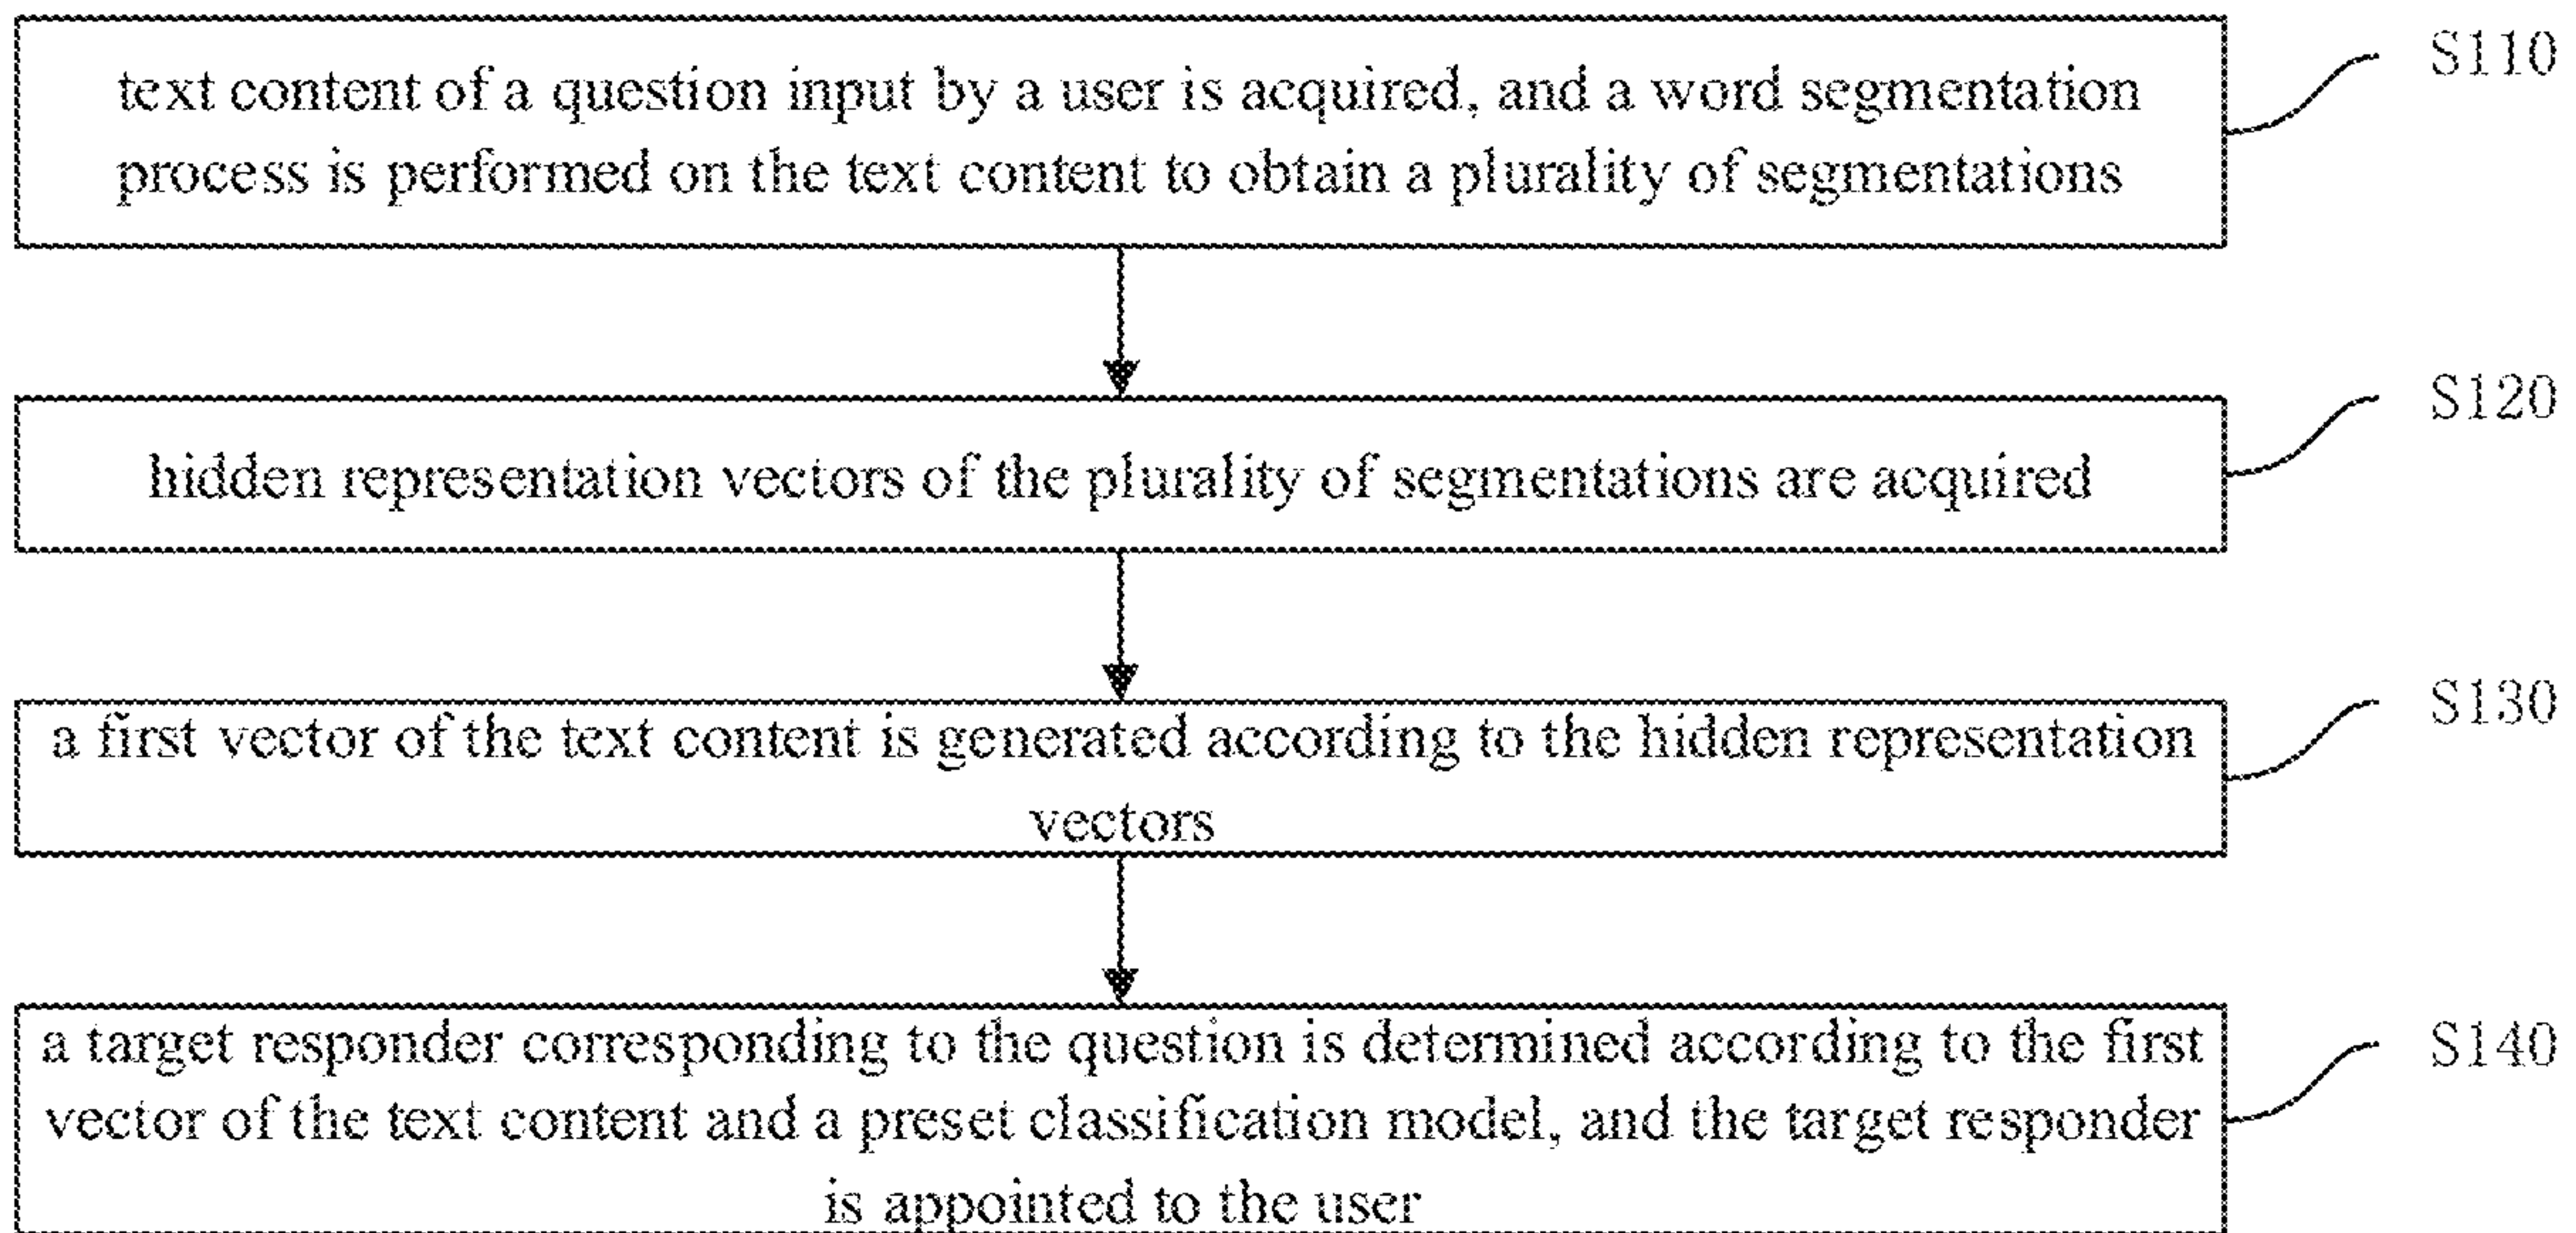 S110
text content of a question input by a user is acquired, and a word segmentation
process is performed on the text content to obtain a plurality of segmentations
S120
hidden representation vectors of the plurality of segmentations are acquired
S130
a first vector of the text content is generated according to the hidden representation
vectors
S140
a target responder corresponding to the question is determined according to the first
vector of the text content and a preset classification model, and the target responder
is appointed to the user